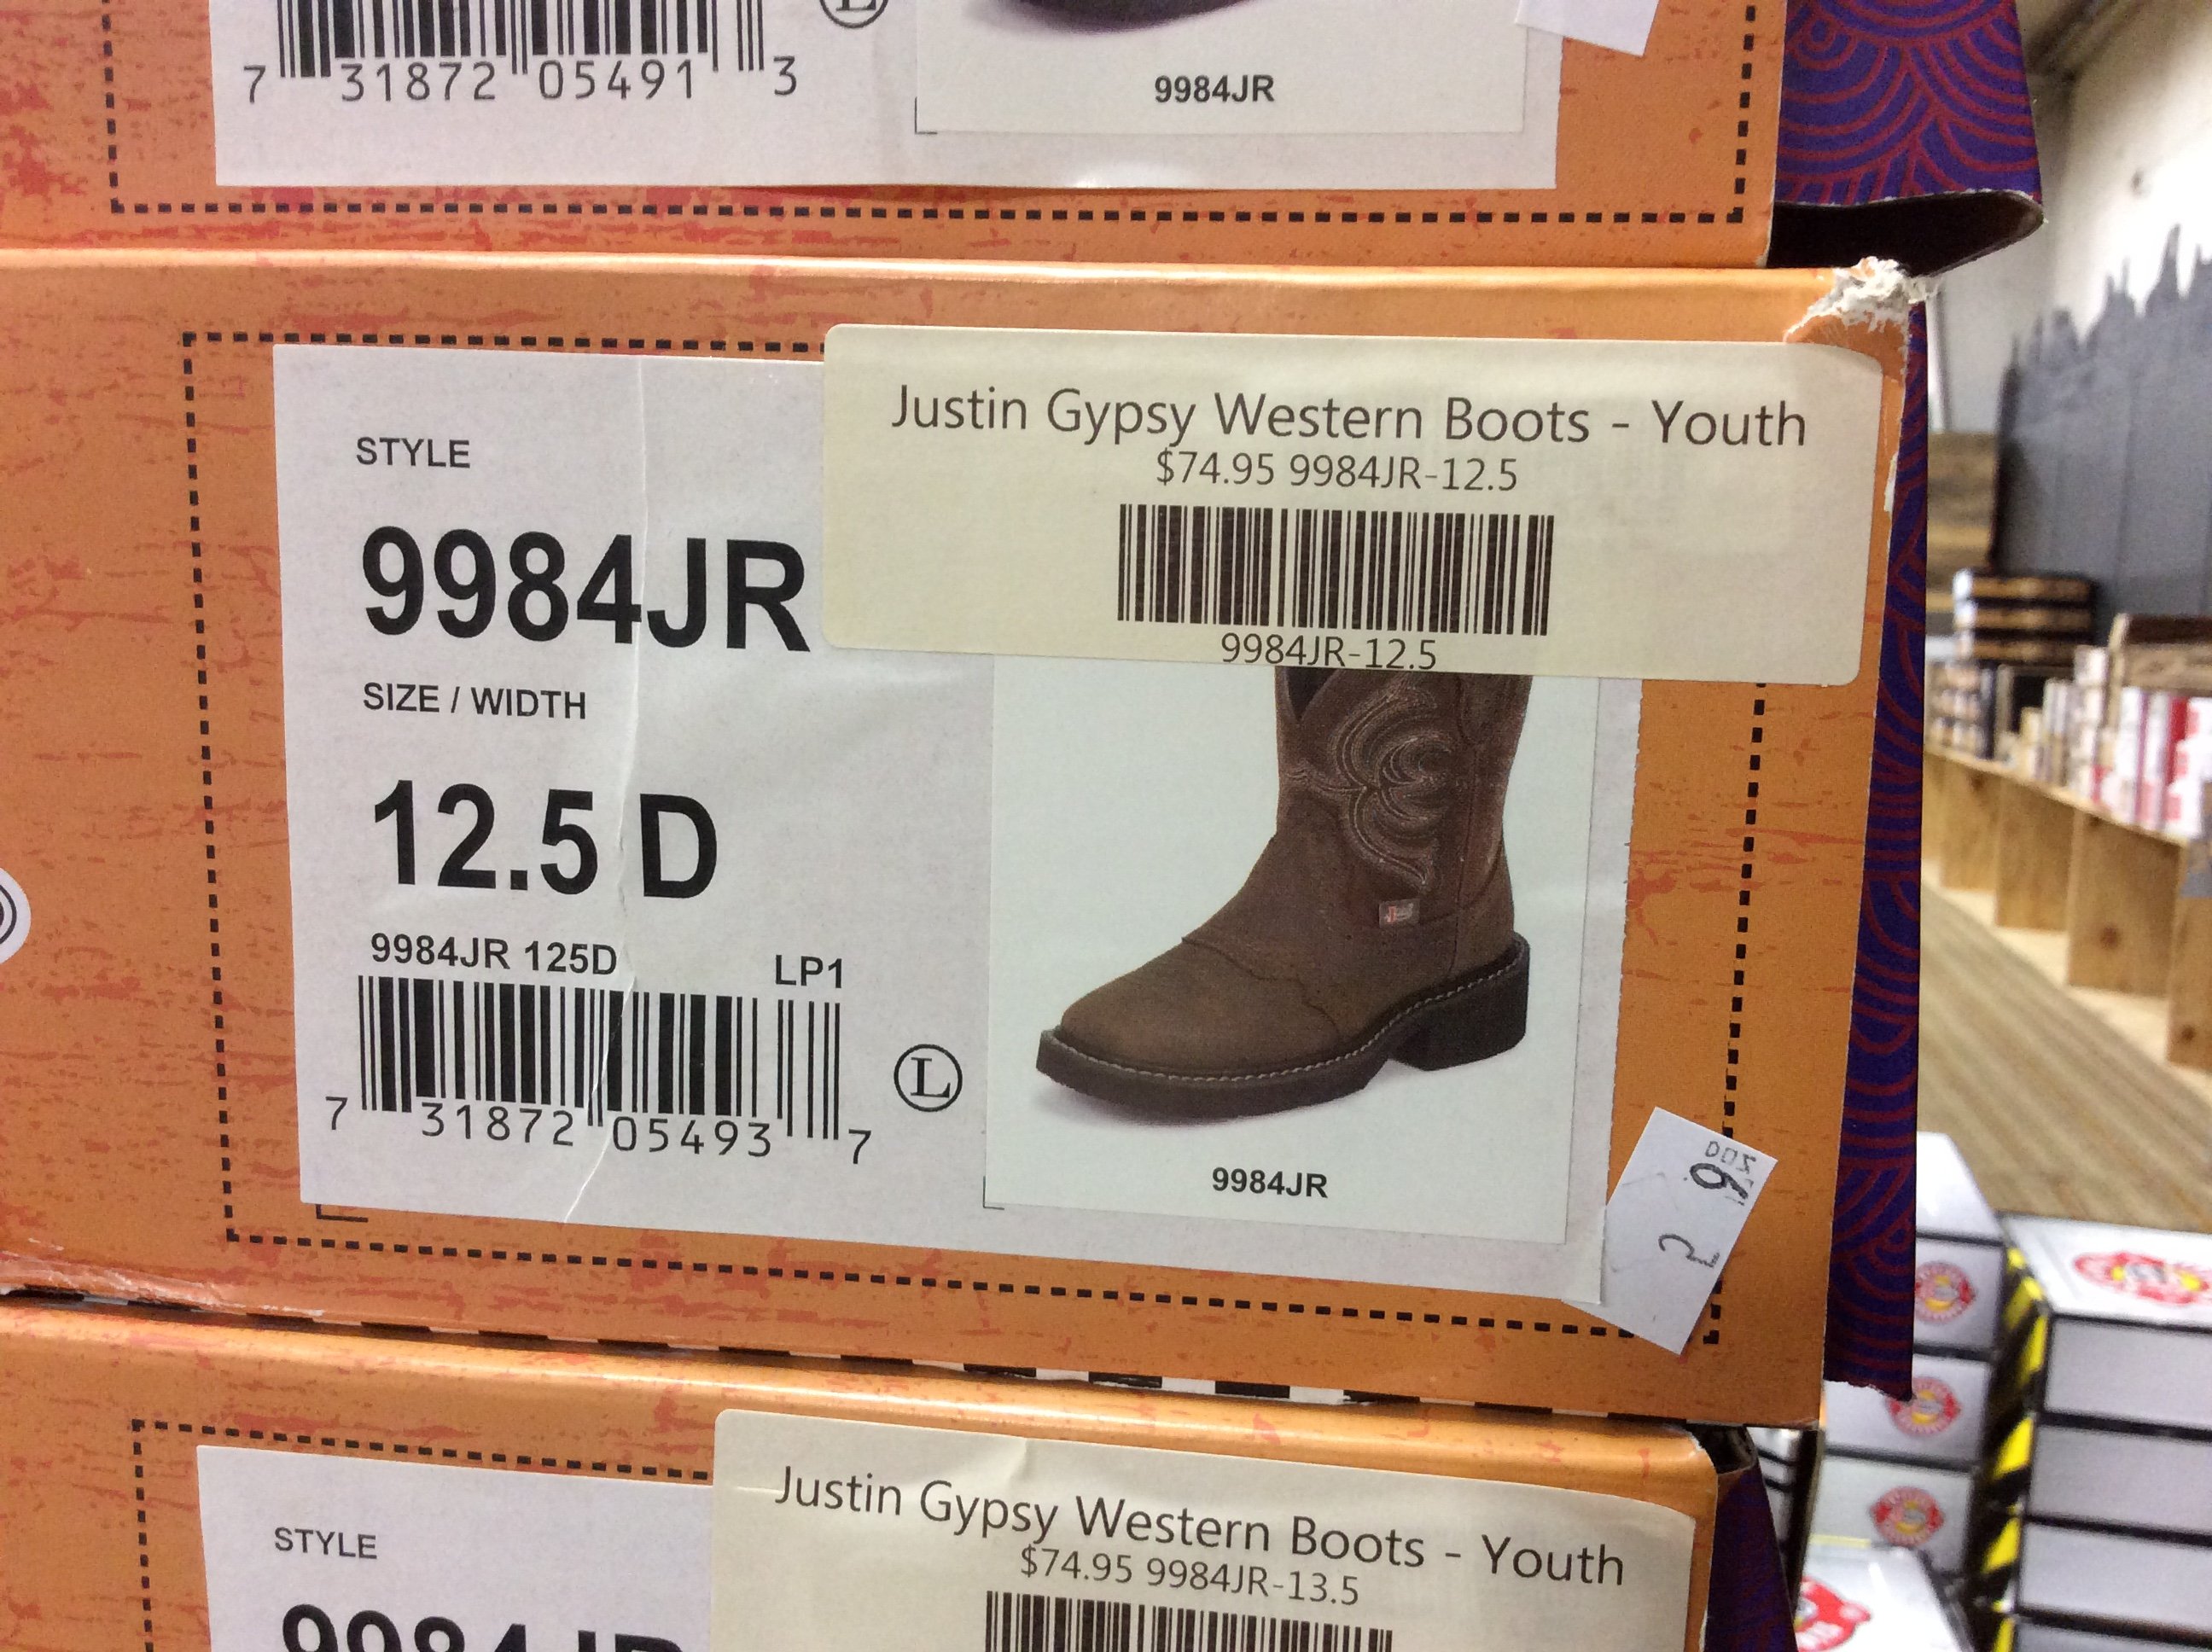 7 31872 05491 3
L
9984JR
Justin Gypsy Western Boots - Youth
$74.95 9984JR-12.5
9984JR-12.5
STYLE
9984JR
SIZE / WIDTH
12.5 D
9984JR 125D
LP1
7 31872 05493 7
L
9984JR
STYLE
9984JR
Justin Gypsy Western Boots - Youth
$74.95 9984JR-13.5